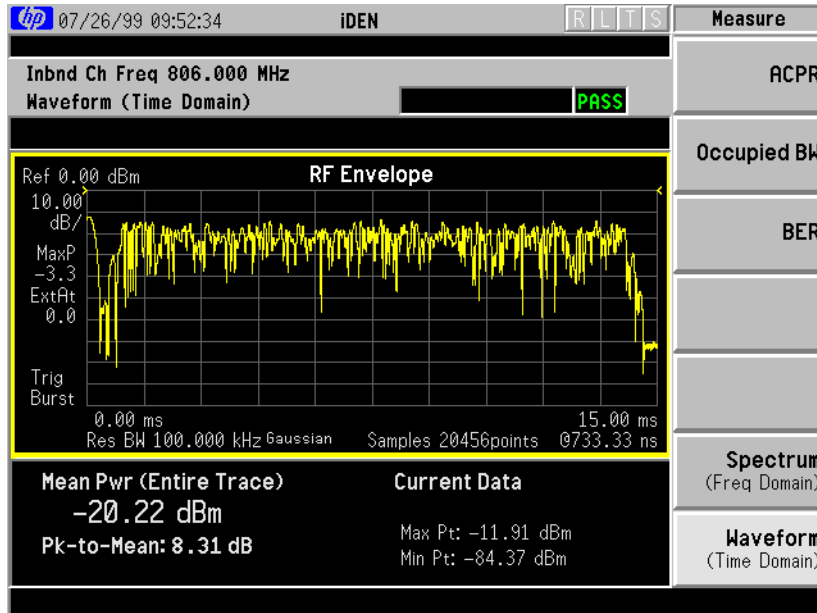 hp 07/26/99 09:52:34 iDEN R L T S Measure
Inbnd Ch Freq 806.000 MHz
Waveform (Time Domain) PASS
ACPR
Occupied BW
BER
Spectrum
(Freq Domain)
Waveform
(Time Domain)
Ref 0.00 dBm RF Envelope
10.00
dB/
MaxP
-3.3
ExtAt
0.0
Trig
Burst
0.00 ms 15.00 ms
Res BW 100.000 kHz Gaussian Samples 20456points @733.33 ns
Mean Pwr (Entire Trace)
-20.22 dBm
Pk-to-Mean: 8.31 dB
Current Data
Max Pt: -11.91 dBm
Min Pt: -84.37 dBm